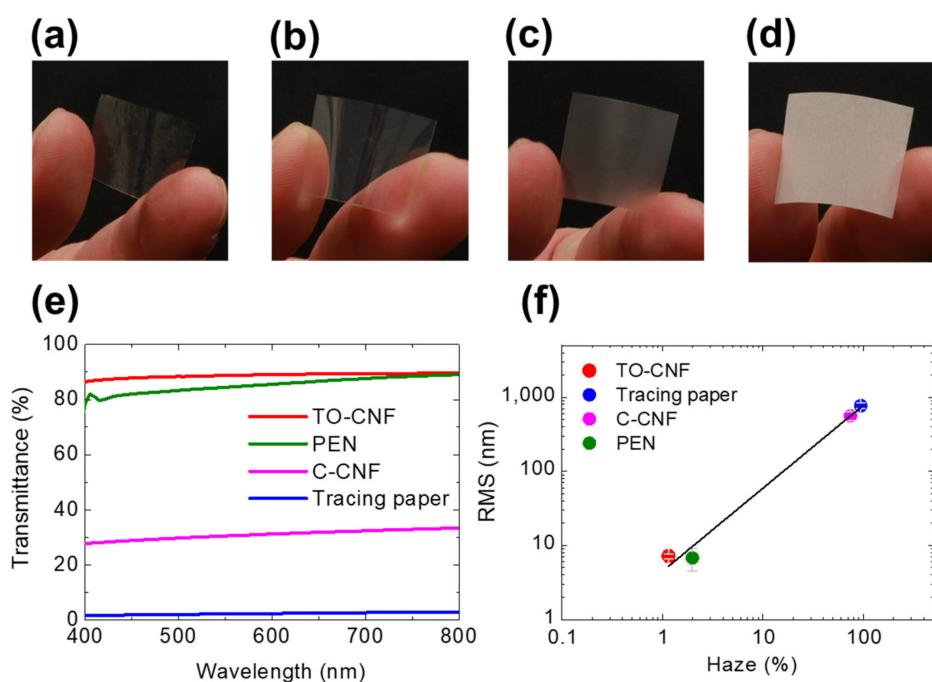 (a)
(b)
(c)
(d)
(e)
100
80
60
40
20
0
400
500
600
700
800
Transmittance (%)
Wavelength (nm)
TO-CNF
PEN
C-CNF
Tracing paper
(f)
1,000
100
10
1
0.1
1
10
100
RMS (nm)
Haze (%)
TO-CNF
Tracing paper
C-CNF
PEN